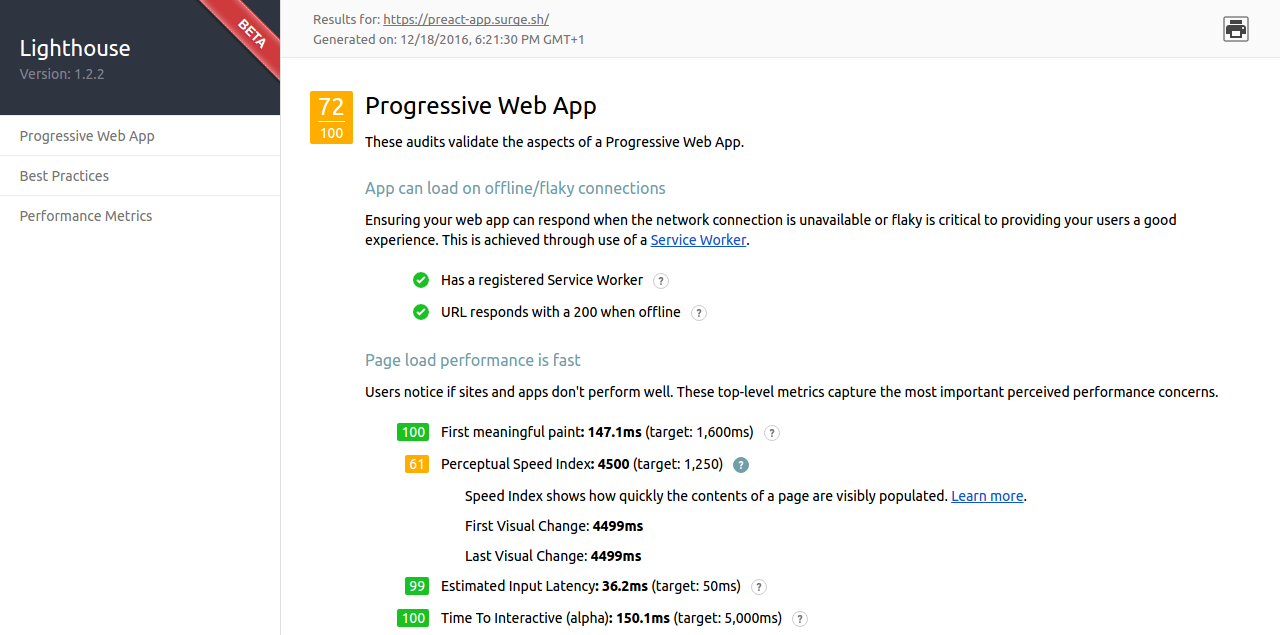 Lighthouse
Version: 1.2.2
BETA
Progressive Web App
Best Practices
Performance Metrics
Results for: https://preact-app.surge.sh/
Generated on: 12/18/2016, 6:21:30 PM GMT+1
72
100
Progressive Web App
These audits validate the aspects of a Progressive Web App.
App can load on offline/flaky connections
Ensuring your web app can respond when the network connection is unavailable or flaky is critical to providing your users a good
experience. This is achieved through use of a Service Worker.
Has a registered Service Worker ?
URL responds with a 200 when offline ?
Page load performance is fast
Users notice if sites and apps don't perform well. These top-level metrics capture the most important perceived performance concerns.
100 First meaningful paint: 147.1ms (target: 1,600ms) ?
61 Perceptual Speed Index: 4500 (target: 1,250) ?
Speed Index shows how quickly the contents of a page are visibly populated. Learn more.
First Visual Change: 4499ms
Last Visual Change: 4499ms
99 Estimated Input Latency: 36.2ms (target: 50ms) ?
100 Time To Interactive (alpha): 150.1ms (target: 5,000ms) ?